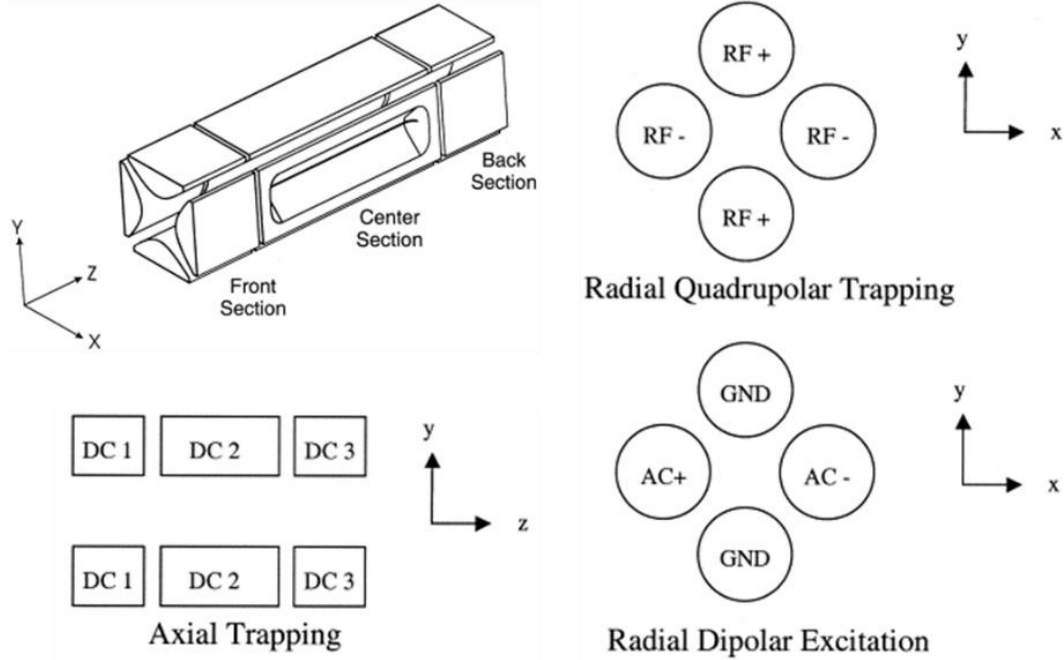 Y
Z
X
Front
Section
Center
Section
Back
Section
RF +
RF -
RF -
RF +
y
x
Radial Quadrupolar Trapping
DC 1
DC 2
DC 3
DC 1
DC 2
DC 3
y
z
Axial Trapping
GND
AC+
AC -
GND
y
x
Radial Dipolar Excitation